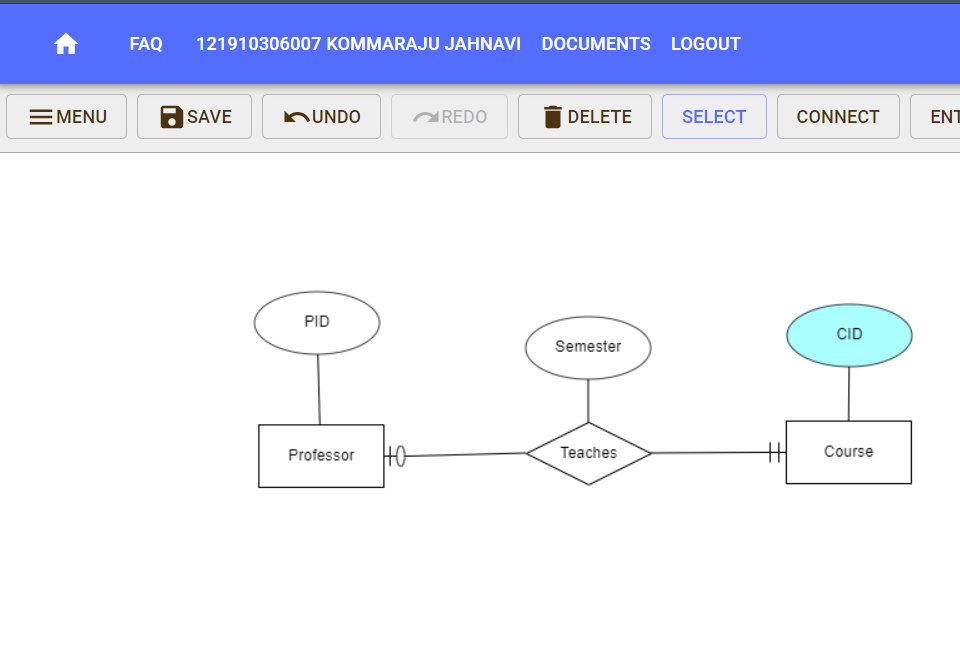 FAQ 121910306007 KOMMARAJU JAHNAVI DOCUMENTS LOGOUT
MENU SAVE UNDO REDO DELETE SELECT CONNECT ENT
PID
Semester
CID
Professor
Teaches
Course